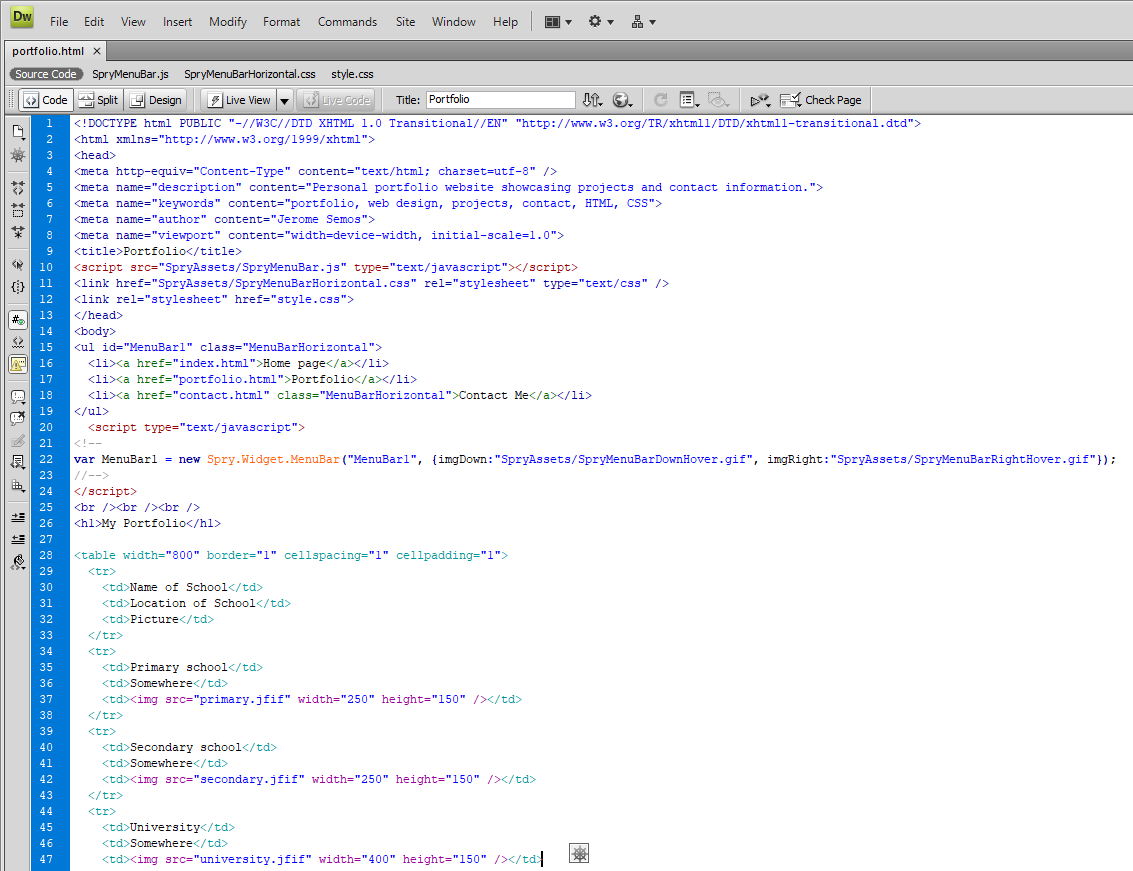 Dw File Edit View Insert Modify Format Commands Site Window Help
portfolio.html ×
Source Code SpryMenuBar.js SpryMenuBarHorizontal.css style.css
Code Split Design Live View Live Code Title: Portfolio Check Page
1 <!DOCTYPE html PUBLIC "-//W3C//DTD XHTML 1.0 Transitional//EN" "http://www.w3.org/TR/xhtml1/DTD/xhtml1-transitional.dtd">
2 <html xmlns="http://www.w3.org/1999/xhtml">
3 <head>
4 <meta http-equiv="Content-Type" content="text/html; charset=utf-8" />
5 <meta name="description" content="Personal portfolio website showcasing projects and contact information.">
6 <meta name="keywords" content="portfolio, web design, projects, contact, HTML, CSS">
7 <meta name="author" content="Jerome Semos">
8 <meta name="viewport" content="width=device-width, initial-scale=1.0">
9 <title>Portfolio</title>
10 <script src="SpryAssets/SpryMenuBar.js" type="text/javascript"></script>
11 <link href="SpryAssets/SpryMenuBarHorizontal.css" rel="stylesheet" type="text/css" />
12 <link rel="stylesheet" href="style.css">
13 </head>
14 <body>
15 <ul id="MenuBar1" class="MenuBarHorizontal">
16   <li><a href="index.html">Home page</a></li>
17   <li><a href="portfolio.html">Portfolio</a></li>
18   <li><a href="contact.html" class="MenuBarHorizontal">Contact Me</a></li>
19 </ul>
20   <script type="text/javascript">
21 <!--
22 var MenuBar1 = new Spry.Widget.MenuBar("MenuBar1", {imgDown:"SpryAssets/SpryMenuBarDownHover.gif", imgRight:"SpryAssets/SpryMenuBarRightHover.gif"});
23 //-->
24 </script>
25 <br /><br /><br />
26 <h1>My Portfolio</h1>
27
28 <table width="800" border="1" cellspacing="1" cellpadding="1">
29   <tr>
30     <td>Name of School</td>
31     <td>Location of School</td>
32     <td>Picture</td>
33   </tr>
34   <tr>
35     <td>Primary school</td>
36     <td>Somewhere</td>
37     <td><img src="primary.jfif" width="250" height="150" /></td>
38   </tr>
39   <tr>
40     <td>Secondary school</td>
41     <td>Somewhere</td>
42     <td><img src="secondary.jfif" width="250" height="150" /></td>
43   </tr>
44   <tr>
45     <td>University</td>
46     <td>Somewhere</td>
47     <td><img src="university.jfif" width="400" height="150" /></td>